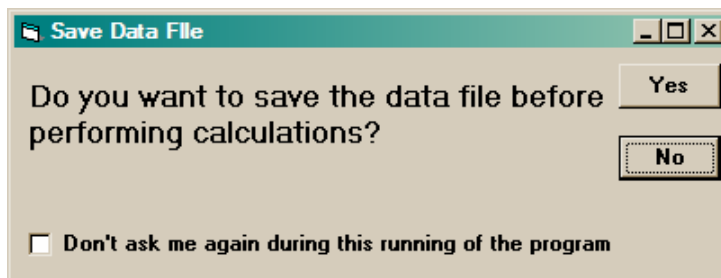 Save Data FIle
Do you want to save the data file before
performing calculations?
Yes
No
Don't ask me again during this running of the program